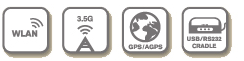 WLAN
3.5G
GPS/AGPS
USB/RS232
CRADLE